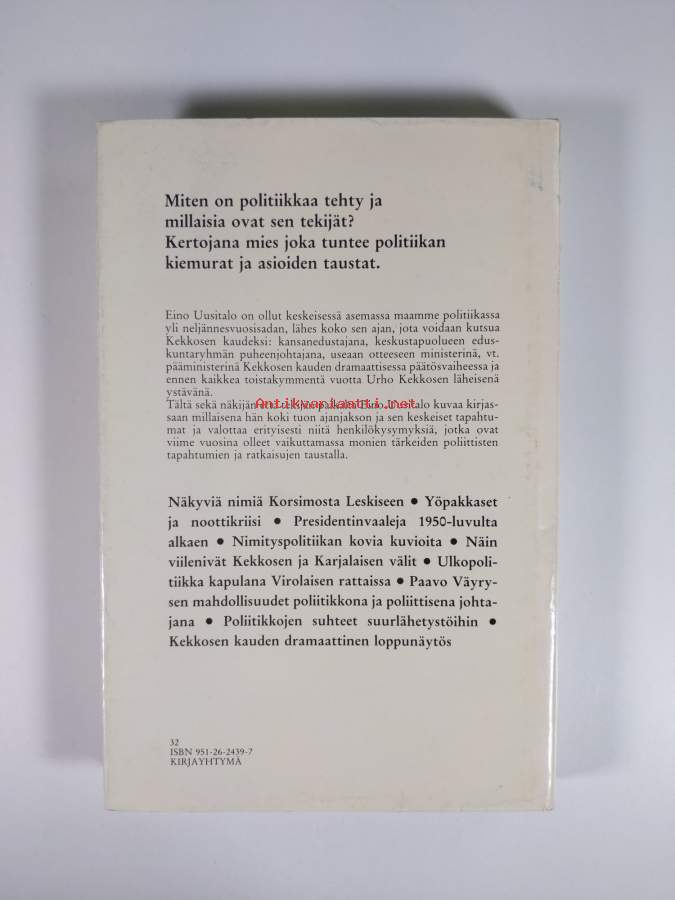 Miten on politiikkaa tehty ja
millaisia ovat sen tekijät?
Kertojana mies joka tuntee politiikan
kiemurat ja asioiden taustat.
Eino Uusitalo on ollut keskeisessä asemassa maamme politiikassa
yli neljännesvuosisadan, lähes koko sen ajan, jota voidaan kutsua
Kekkosen kaudeksi: kansanedustajana, keskustapuolueen edus-
kuntaryhmän puheenjohtajana, useaan otteeseen ministerinä, vt.
pääministerinä Kekkosen kauden dramaattisessa päätösvaiheessa ja
ennen kaikkea toistakymmentä vuotta Urho Kekkosen läheisenä
ystävänä.
Antikvariantti.net
Tältä sekä näkijän että Eino Uusitalo kuvaa kirjas-
saan millaisena hän koki tuon ajanjakson ja sen keskeiset tapahtu-
mat ja valottaa erityisesti niitä henkilökysymyksiä, jotka ovat
viime vuosina olleet vaikuttamassa monien tärkeiden poliittisten
tapahtumien ja ratkaisujen taustalla.
Näkyviä nimiä Korsimosta Leskiseen ● Yöpakkaset
ja noottikriisi ● Presidentinvaaleja 1950-luvulta
alkaen ● Nimityspolitiikan kovia kuvioita ● Näin
viilenivät Kekkosen ja Karjalaisen välit ● Ulkopoli-
tiikka kapulana Virolaisen rattaissa ● Paavo Väyry-
sen mahdollisuudet poliitikkona ja poliittisena johta-
jana ● Poliitikkojen suhteet suurlähetystöihin ●
Kekkosen kauden dramaattinen loppunäytös
32
ISBN 951-26-2439-7
KIRJAYHTYMÄ